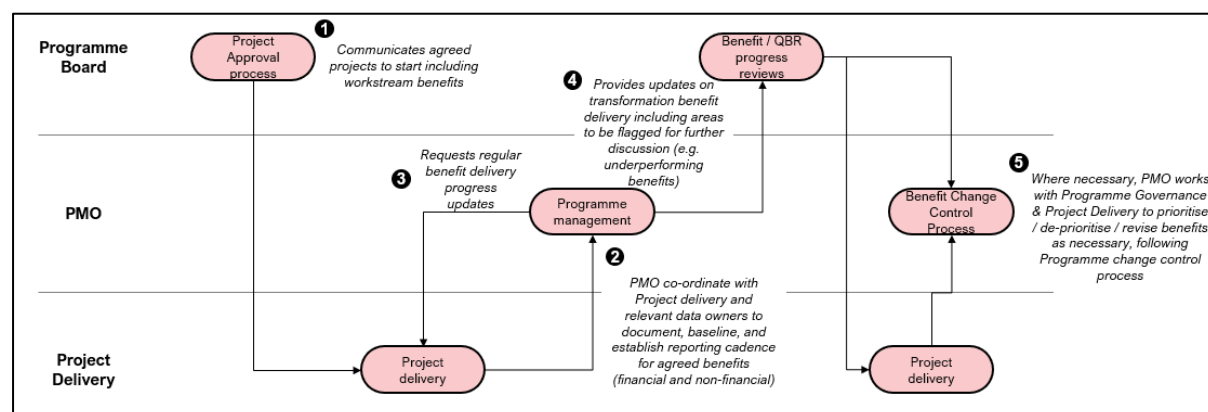 Programme
Board
Project
Approval
process
1
Communicates agreed
projects to start including
workstream benefits
Benefit / QBR
progress
reviews
4
Provides updates on
transformation benefit
delivery including areas
to be flagged for further
discussion (e.g.
underperforming
benefits)
PMO
3
Requests regular
benefit delivery
progress
updates
Programme
management
Benefit Change
Control
Process
5
Where necessary, PMO works
with Programme Governance
& Project Delivery to prioritise
/ de-prioritise / revise benefits
as necessary, following
Programme change control
process
2
PMO co-ordinate with
Project delivery and
relevant data owners to
document, baseline, and
establish reporting cadence
for agreed benefits
(financial and non-financial)
Project
Delivery
Project
delivery
Project
delivery